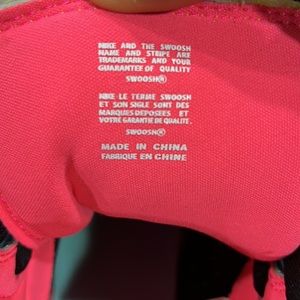 NIKE AND THE SWOOSH
NAME AND STRIPE ARE
TRADEMARKS AND YOUR
GUARANTEE OF QUALITY
SWOOSH®
NIKE LE TERME SWOOSH
ET SON SIGLE SONT DES
MARQUES DEPOSEES ET
VOTRE GARANTIE DE QUALITE.
SWOOSH®
MADE IN CHINA
FABRIQUE EN CHINE